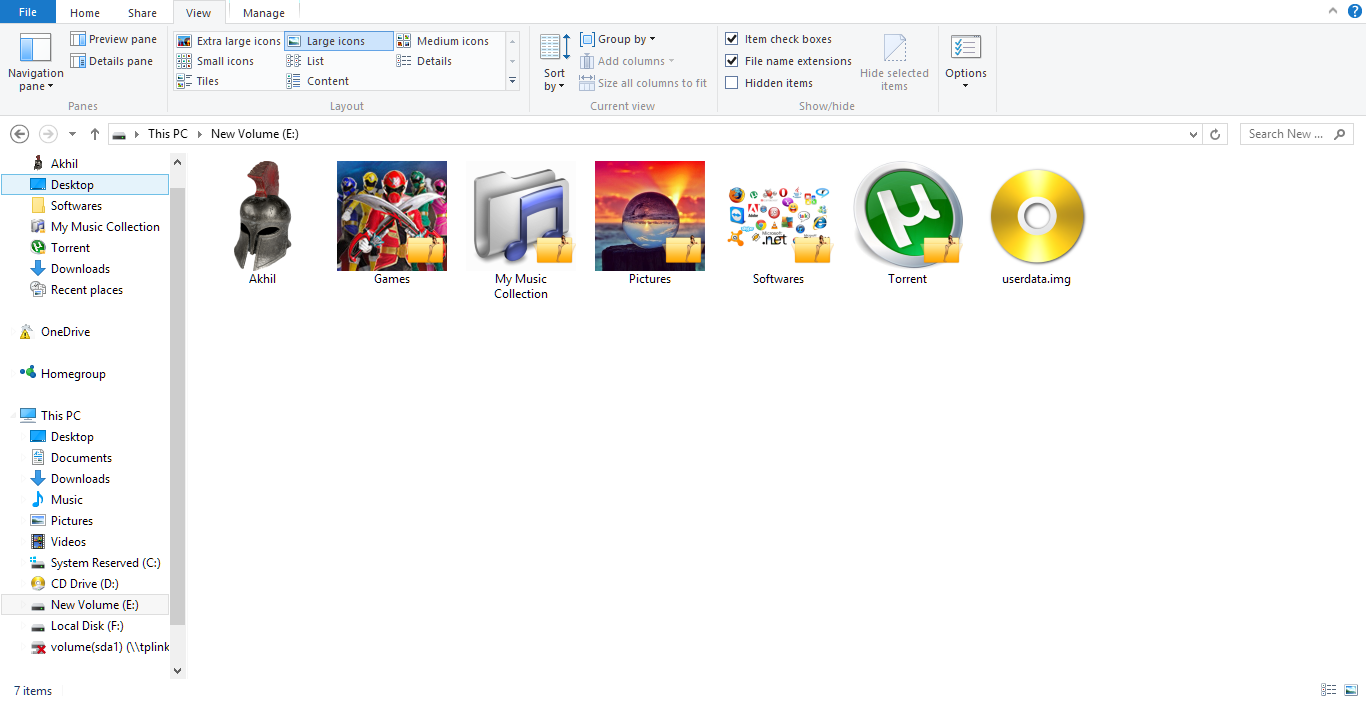 File
Home
Share
View
Manage
Navigation
pane
Preview pane
Details pane
Panes
Extra large icons
Large icons
Medium icons
Small icons
List
Details
Tiles
Content
Layout
Sort
by
Group by
Add columns
Size all columns to fit
Current view
Item check boxes
File name extensions
Hidden items
Hide selected
items
Show/hide
Options
This PC
New Volume (E:)
Search New ...
Akhil
Desktop
Softwares
My Music Collection
Torrent
Downloads
Recent places
OneDrive
Homegroup
This PC
Desktop
Documents
Downloads
Music
Pictures
Videos
System Reserved (C:)
CD Drive (D:)
New Volume (E:)
Local Disk (F:)
volume(sda1) (\\tplink
Akhil
Games
My Music
Collection
Pictures
.net
Softwares
µ
Torrent
userdata.img
7 items